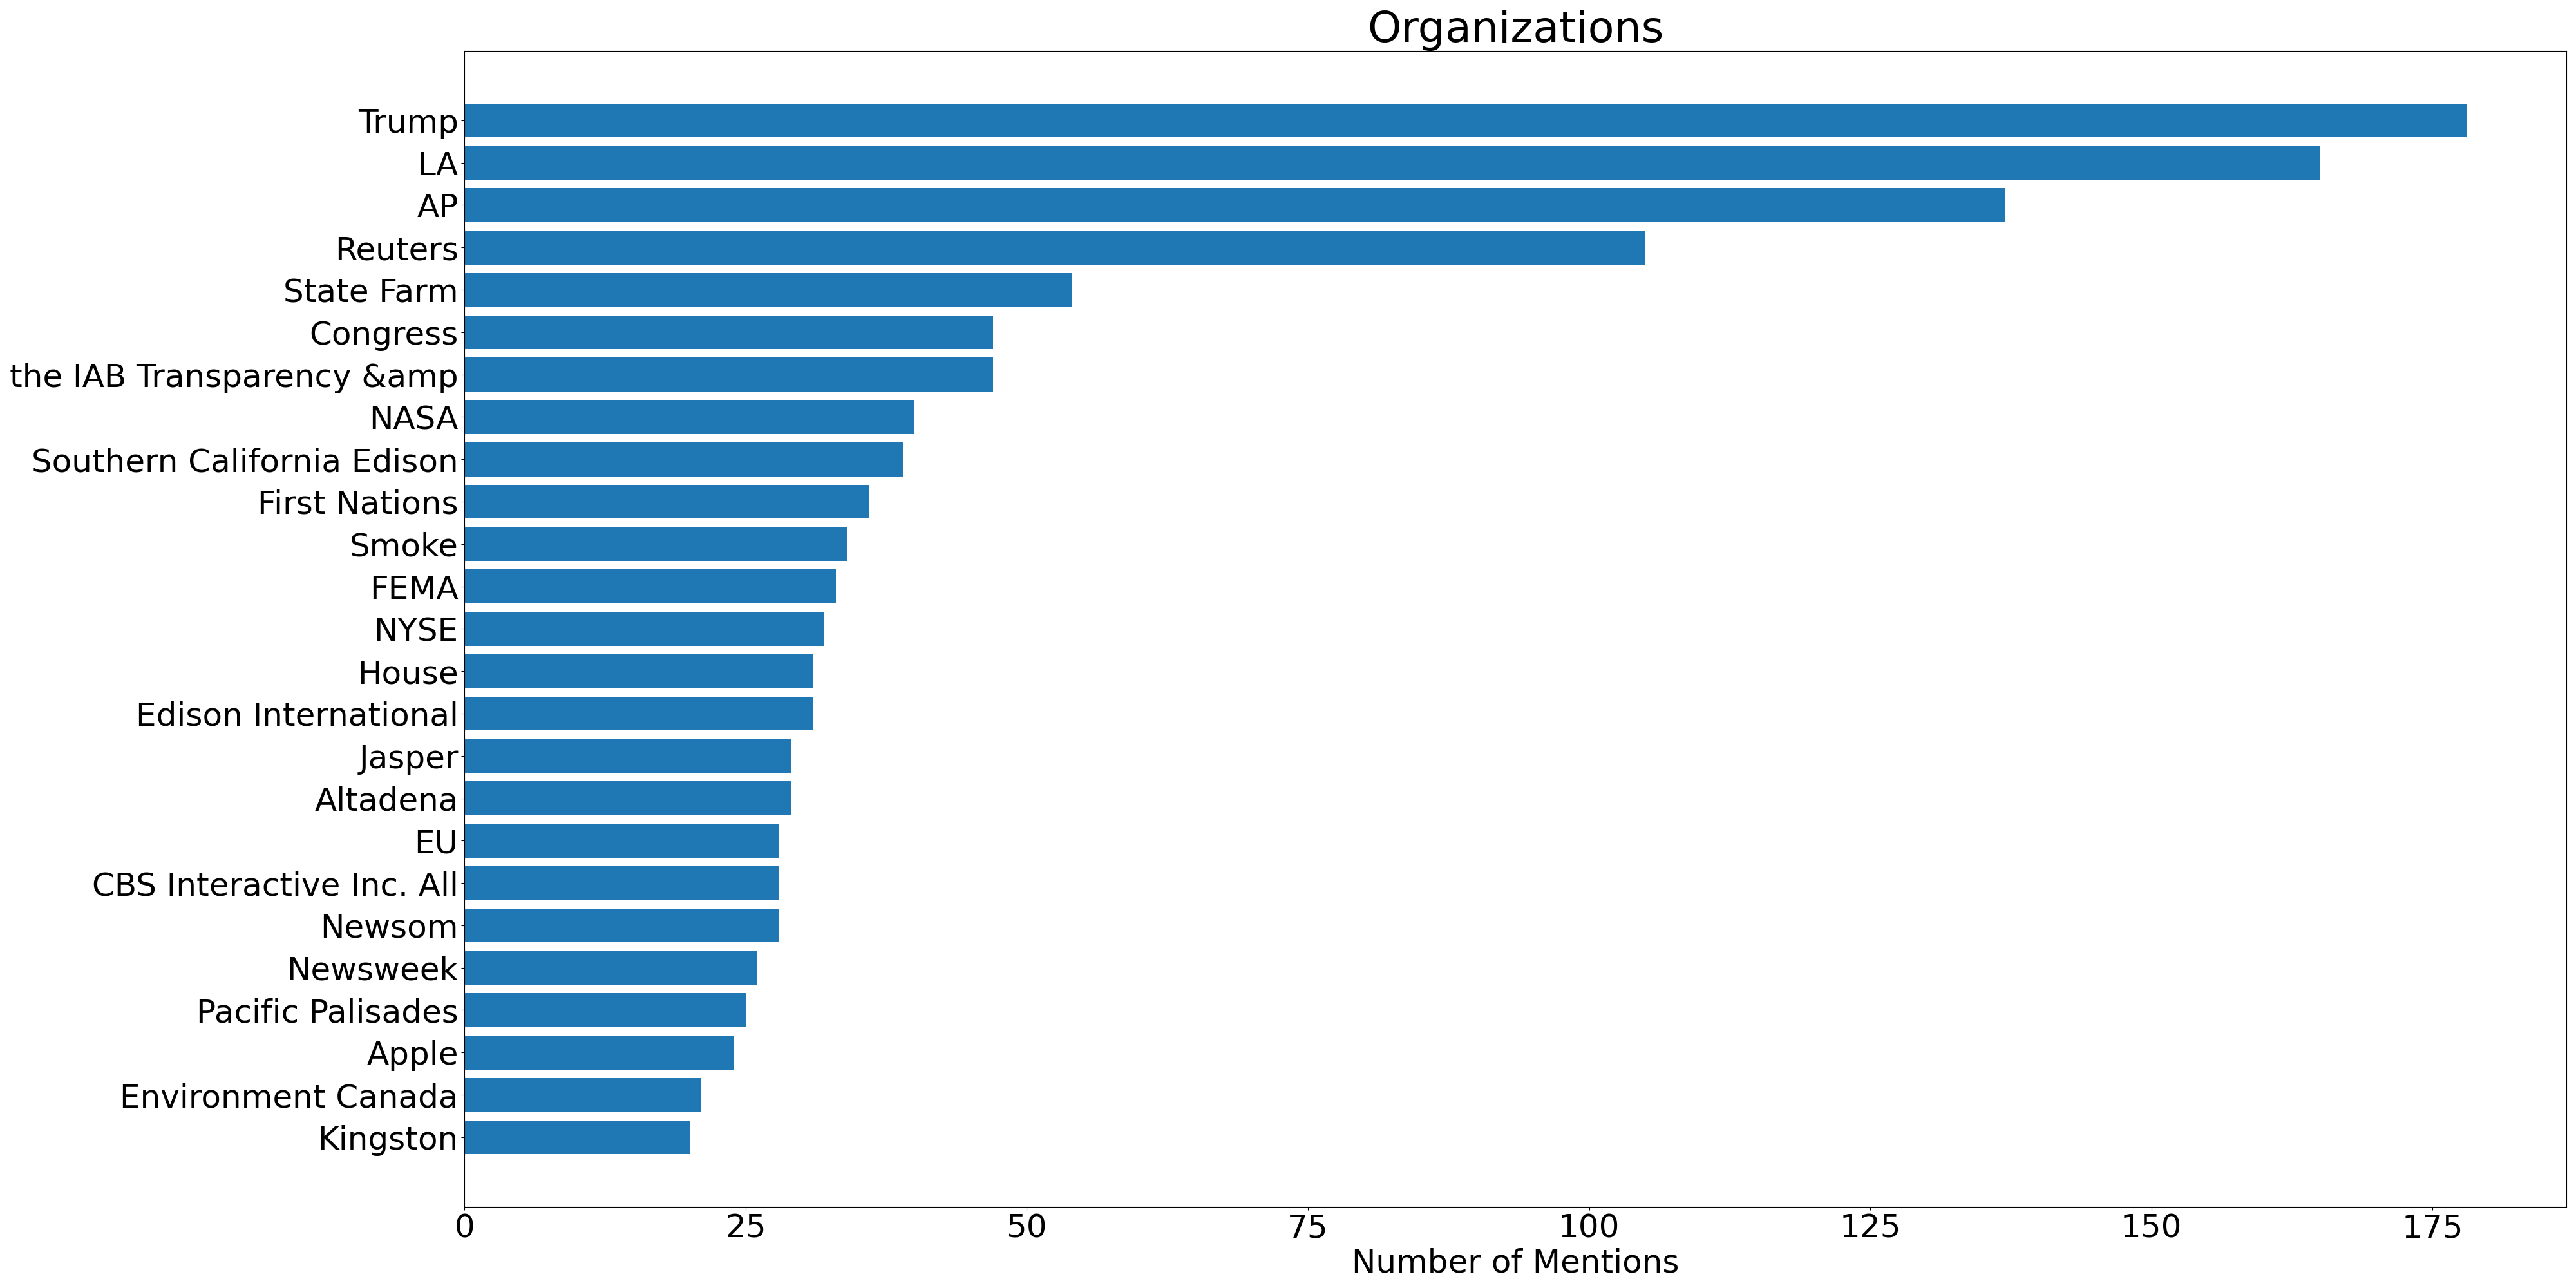 Organizations
Trump
LA
AP
Reuters
State Farm
Congress
the IAB Transparency &amp
NASA
Southern California Edison
First Nations
Smoke
FEMA
NYSE
House
Edison International
Jasper
Altadena
EU
CBS Interactive Inc. All
Newsom
Newsweek
Pacific Palisades
Apple
Environment Canada
Kingston
0 25 50 75 100 125 150 175
Number of Mentions